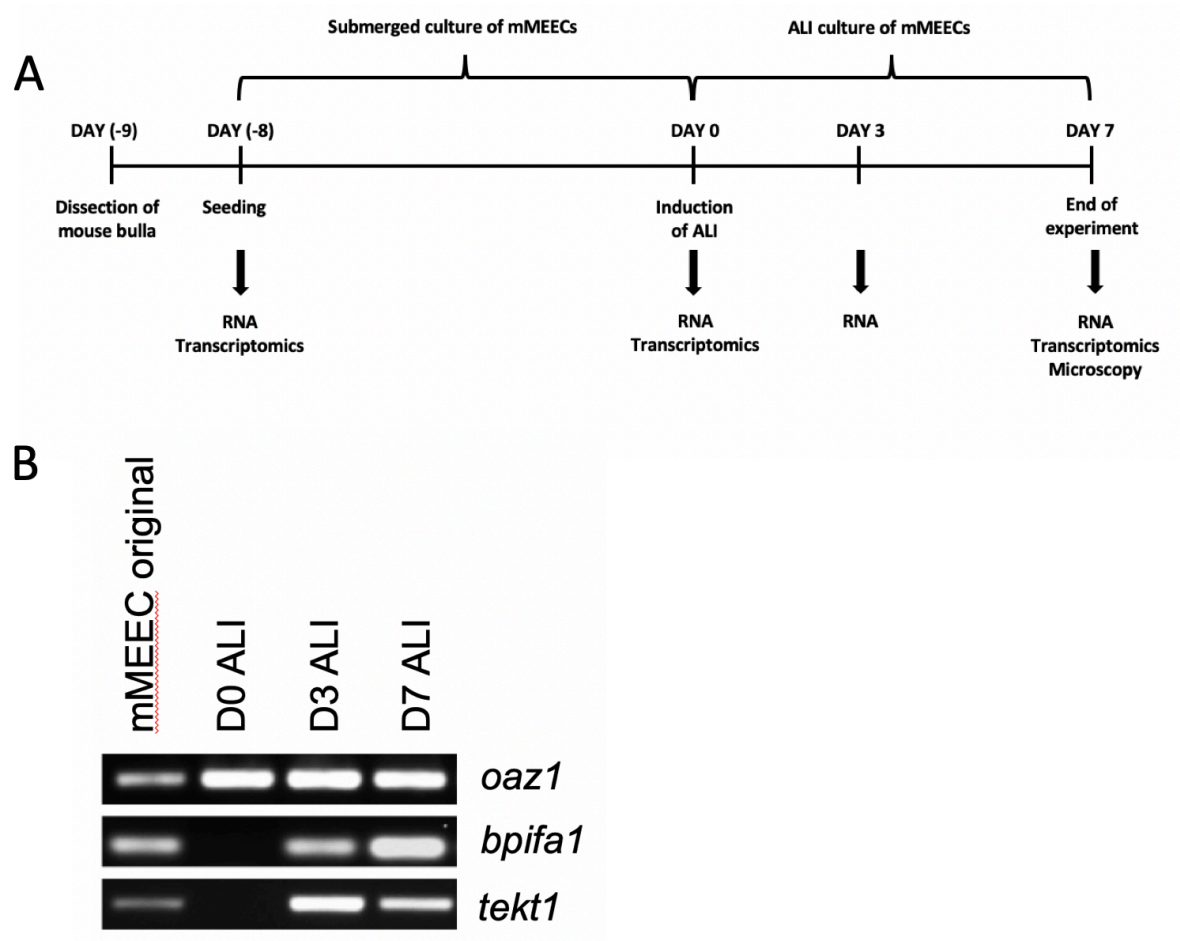 A
Submerged culture of mMEECs
ALI culture of mMEECs
DAY (-9)
DAY (-8)
DAY 0
DAY 3
DAY 7
Dissection of
mouse bulla
Seeding
Induction
of ALI
End of
experiment
RNA
Transcriptomics
RNA
Transcriptomics
RNA
RNA
Transcriptomics
Microscopy
B
mMEEC original
D0 ALI
D3 ALI
D7 ALI
oaz1
bpifa1
tekt1